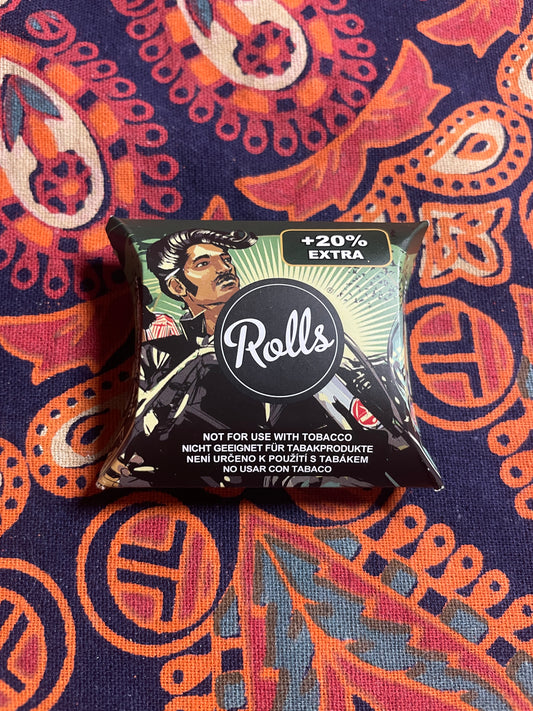 +20%
EXTRA
Rolls
NOT FOR USE WITH TOBACCO
NICHT GEEIGNET FÜR TABAKPRODUKTE
NENÍ URČENO K POUŽÍTÍ S TABÁKEM
NO USAR CON TABACO